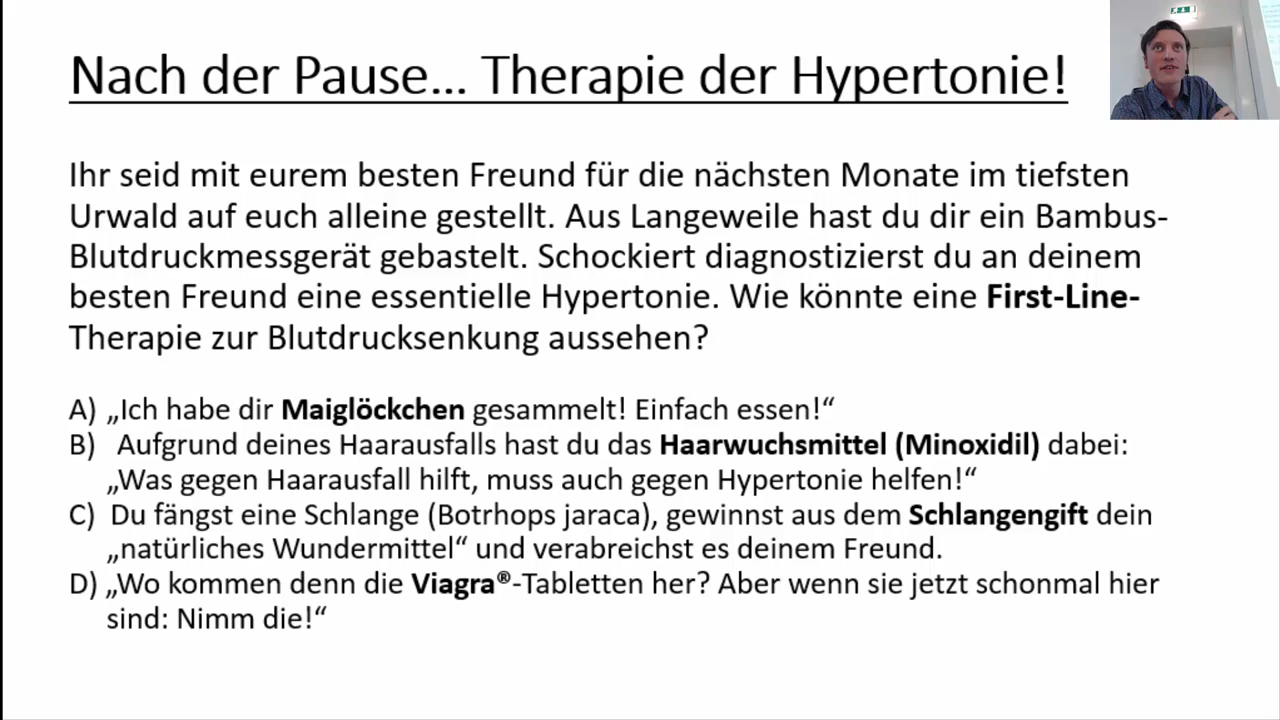 Nach der Pause... Therapie der Hypertonie!
Ihr seid mit eurem besten Freund für die nächsten Monate im tiefsten
Urwald auf euch alleine gestellt. Aus Langeweile hast du dir ein Bambus-
Blutdruckmessgerät gebastelt. Schockiert diagnostizierst du an deinem
besten Freund eine essentielle Hypertonie. Wie könnte eine First-Line-
Therapie zur Blutdrucksenkung aussehen?
A) „Ich habe dir Maiglöckchen gesammelt! Einfach essen!“
B) Aufgrund deines Haarausfalls hast du das Haarwuchsmittel (Minoxidil) dabei:
„Was gegen Haarausfall hilft, muss auch gegen Hypertonie helfen!“
C) Du fängst eine Schlange (Botrhops jaraca), gewinnst aus dem Schlangengift dein
„natürliches Wundermittel“ und verabreichst es deinem Freund.
D) „Wo kommen denn die Viagra®-Tabletten her? Aber wenn sie jetzt schonmal hier
sind: Nimm die!“